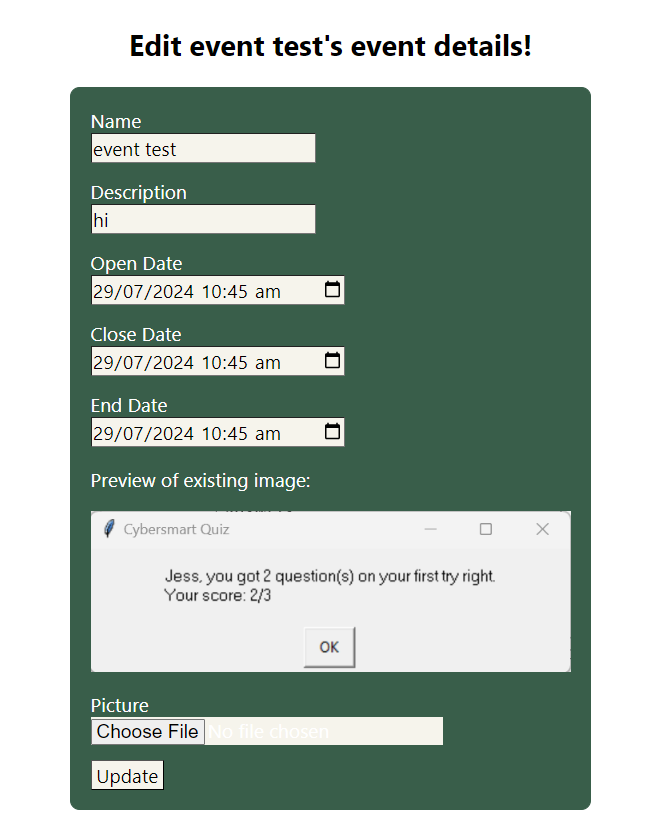 Edit event test's event details!
Name
event test
Description
hi
Open Date
29/07/2024 10:45 am
Close Date
29/07/2024 10:45 am
End Date
29/07/2024 10:45 am
Preview of existing image:
Cybersmart Quiz
Jess, you got 2 question(s) on your first try right.
Your score: 2/3
OK
Picture
Choose File No file chosen
Update